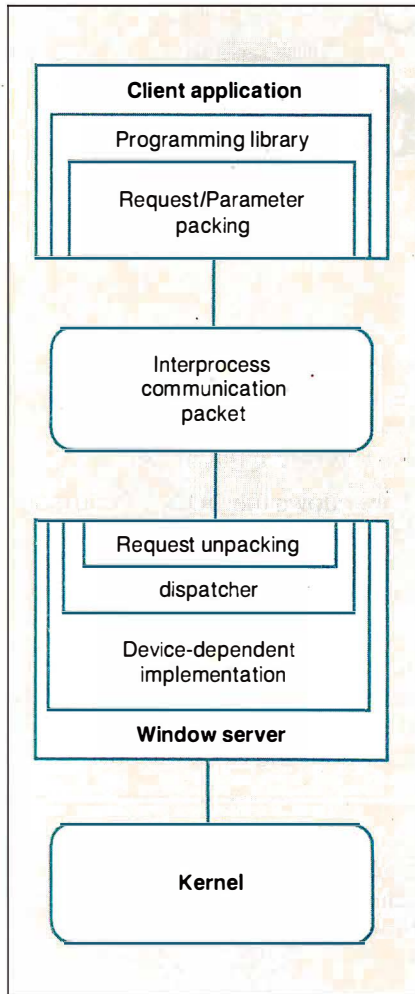 Client application
Programming library
Request/Parameter
packing
Interprocess
communication
packet
Request unpacking
dispatcher
Device-dependent
implementation
Window server
Kernel